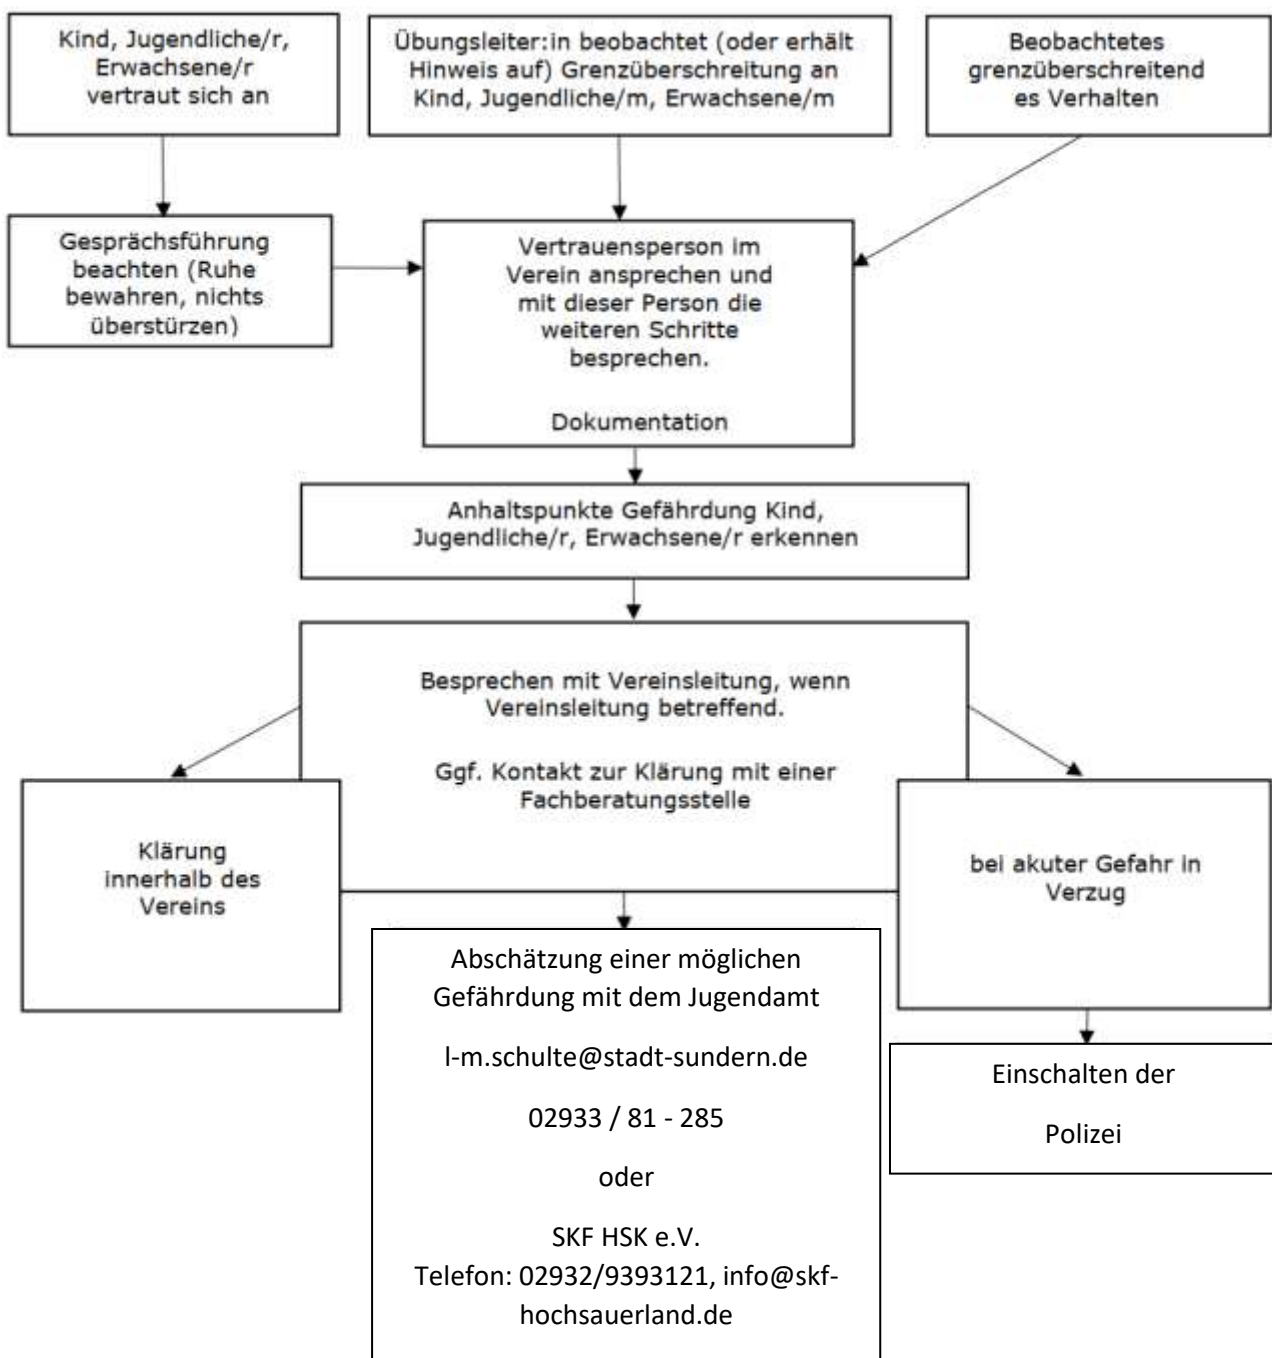 Kind, Jugendliche/r,
Erwachsene/r
vertraut sich an
Übungsleiter:in beobachtet (oder erhält
Hinweis auf) Grenzüberschreitung an
Kind, Jugendliche/m, Erwachsene/m
Beobachtetes
grenzüberschreitend
es Verhalten
Gesprächsführung
beachten (Ruhe
bewahren, nichts
überstürzen)
Vertrauensperson im
Verein ansprechen und
mit dieser Person die
weiteren Schritte
besprechen.
Dokumentation
Anhaltspunkte Gefährdung Kind,
Jugendliche/r, Erwachsene/r erkennen
Besprechen mit Vereinsleitung, wenn
Vereinsleitung betreffend.
Ggf. Kontakt zur Klärung mit einer
Fachberatungsstelle
Klärung
innerhalb des
Vereins
bei akuter Gefahr in
Verzug
Abschätzung einer möglichen
Gefährdung mit dem Jugendamt
l-m.schulte@stadt-sundern.de
02933 / 81 - 285
oder
SKF HSK e.V.
Telefon: 02932/9393121, info@skf-
hochsauerland.de
Einschalten der
Polizei